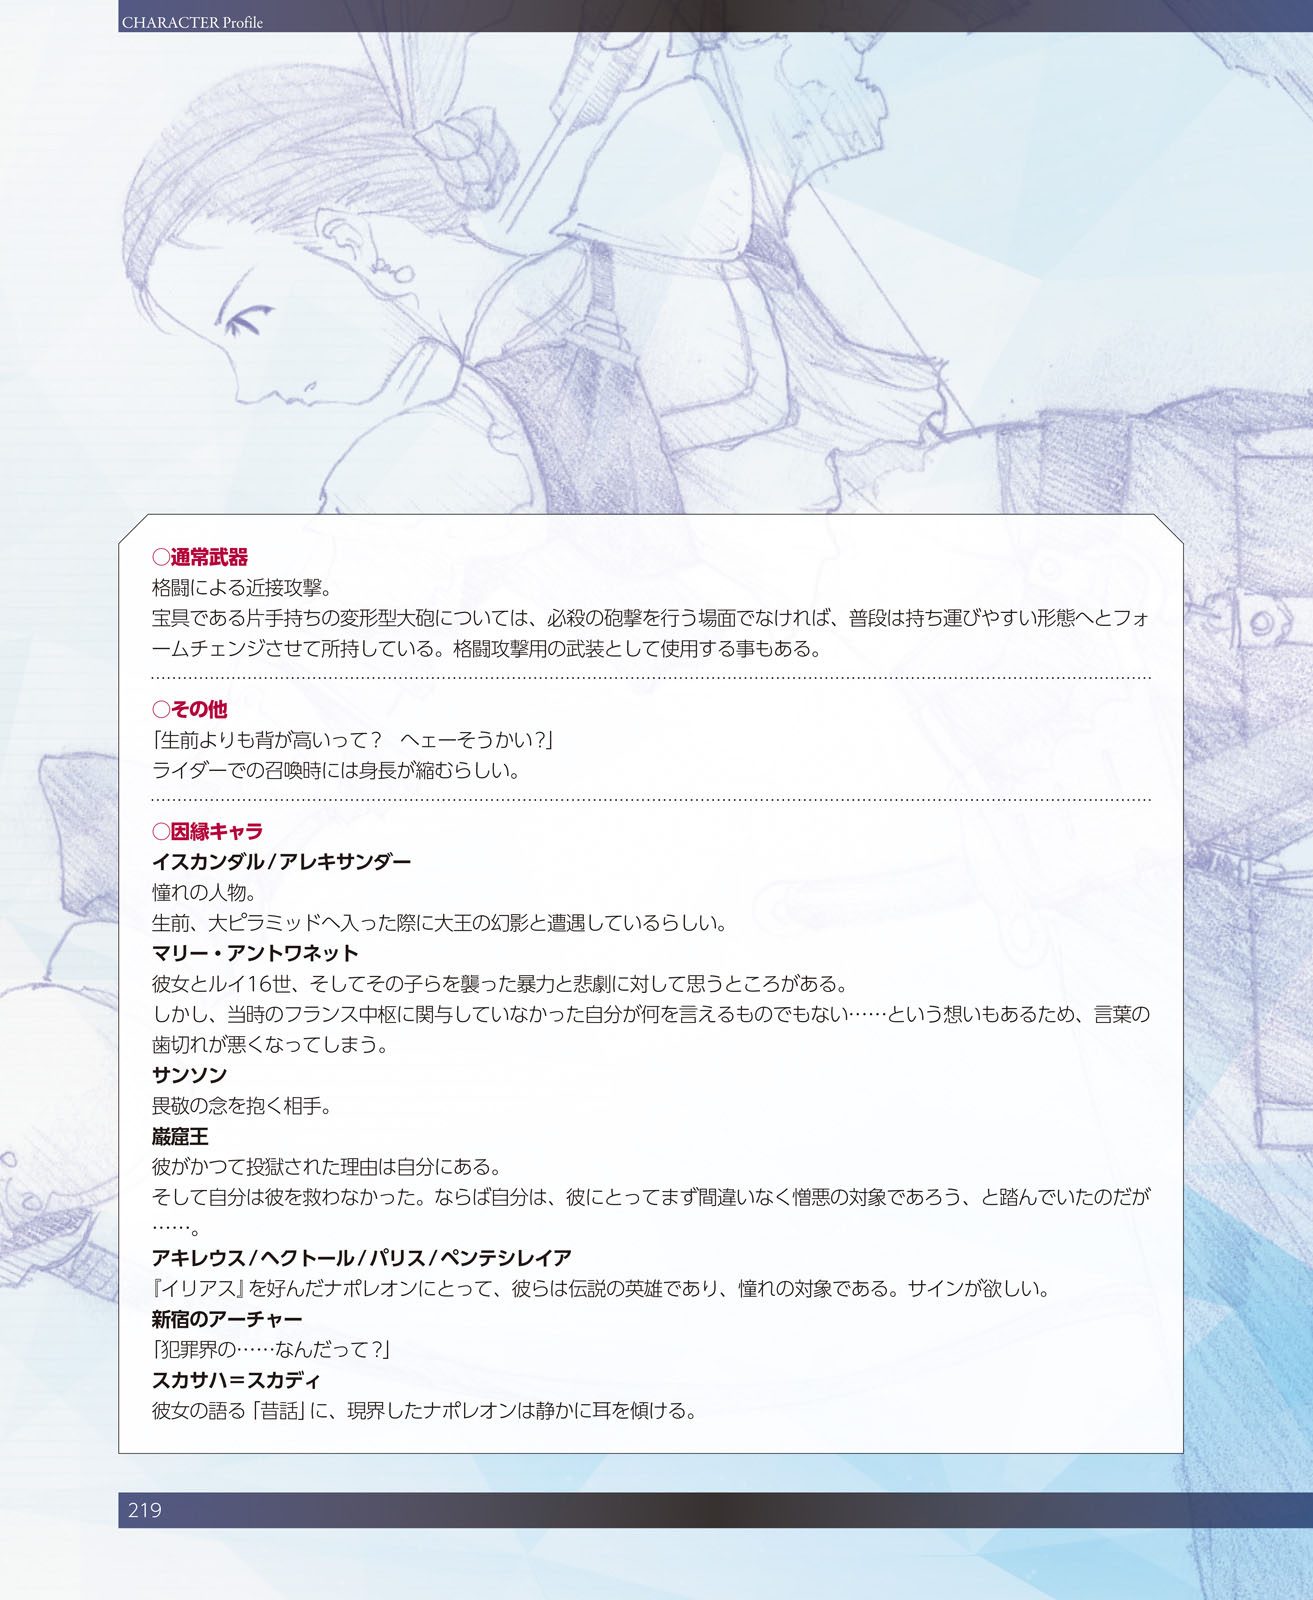 CHARACTER Profile
○通常武器
格闘による近接攻撃。
宝具である片手持ちの変形型大砲については、必殺の砲撃を行う場面でなければ、普段は持ち運びやすい形態へとフォ
ームチェンジさせて所持している。格闘攻撃用の武装として使用する事もある。
○その他
「生前よりも背が高いって？　ヘェーそうかい？」
ライダーでの召喚時には身長が縮むらしい。
○因縁キャラ
イスカンダル/アレキサンダー
憧れの人物。
生前、大ピラミッドへ入った際に大王の幻影と遭遇しているらしい。
マリー・アントワネット
彼女とルイ16世、そしてその子らを襲った暴力と悲劇に対して思うところがある。
しかし、当時のフランス中枢に関与していなかった自分が何を言えるものでもない……という想いもあるため、言葉の
歯切れが悪くなってしまう。
サンソン
畏敬の念を抱く相手。
巌窟王
彼がかつて投獄された理由は自分にある。
そして自分は彼を救わなかった。ならば自分は、彼にとってまず間違いなく憎悪の対象であろう、と踏んでいたのだが
……。
アキレウス/ヘクトール/パリス/ペンテシレイア
『イリアス』を好んだナポレオンにとって、彼らは伝説の英雄であり、憧れの対象である。サインが欲しい。
新宿のアーチャー
「犯罪界の……なんだって？」
スカサハ＝スカディ
彼女の語る「昔話」に、現界したナポレオンは静かに耳を傾ける。
219